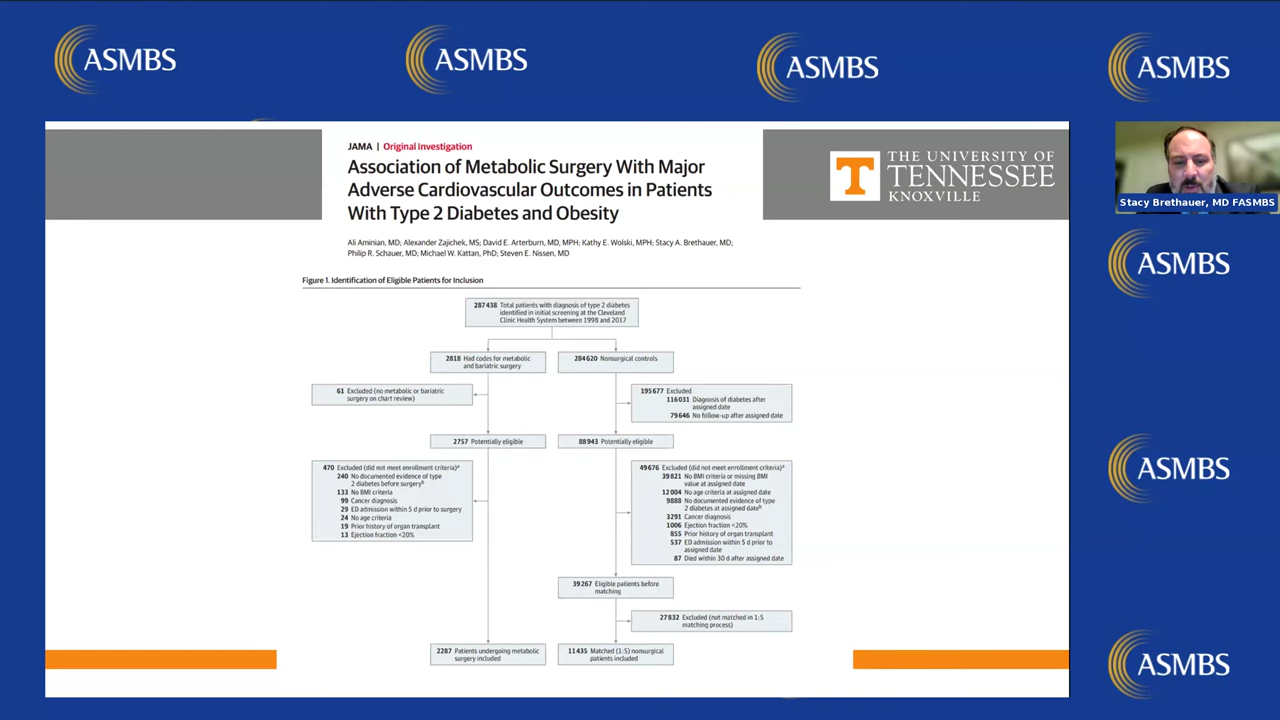 ASMBS
ASMBS
ASMBS
ASMBS
JAMA | Original Investigation
Association of Metabolic Surgery With Major
Adverse Cardiovascular Outcomes in Patients
With Type 2 Diabetes and Obesity
Ali Aminian, MD; Alexander Zajichek, MS; David E. Arterburn, MD, MPH; Kathy E. Wolski, MPH; Stacy A. Brethauer, MD;
Philip R. Schauer, MD; Michael W. Kattan, PhD; Steven E. Nissen, MD
T
THE UNIVERSITY OF
TENNESSEE
KNOXVILLE
Stacy Brethauer, MD FASMBS
Figure 1. Identification of Eligible Patients for Inclusion
287438 Total patients with diagnosis of type 2 diabetes
identified in initial screening at the Cleveland
Clinic Health System between 1998 and 2017
2818 Had codes for metabolic
and bariatric surgery
284620 Nonsurgical controls
61 Excluded (no metabolic or bariatric
surgery on chart review)
195677 Excluded
116031 Diagnosis of diabetes after
assigned date
79646 No follow-up after assigned date
2757 Potentially eligible
88943 Potentially eligible
470 Excluded (did not meet enrollment criteria)a
240 No documented evidence of type
2 diabetes before surgeryb
133 No BMI criteria
99 Cancer diagnosis
29 ED admission within 5 d prior to surgery
24 No age criteria
19 Prior history of organ transplant
13 Ejection fraction <20%
49676 Excluded (did not meet enrollment criteria)a
39821 No BMI criteria or missing BMI
value at assigned date
12004 No age criteria at assigned date
9888 No documented evidence of type
2 diabetes at assigned dateb
3291 Cancer diagnosis
1006 Ejection fraction <20%
855 Prior history of organ transplant
537 ED admission within 5 d prior to
assigned date
87 Died within 30 d after assigned date
39267 Eligible patients before
matching
27832 Excluded (not matched in 1:5
matching process)
2287 Patients undergoing metabolic
surgery included
11435 Matched (1:5) nonsurgical
patients included
ASMBS
ASMBS
ASMBS